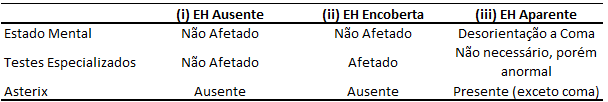 (i) EH Ausente (ii) EH Encoberta (iii) EH Aparente
Estado Mental Não Afetado Não Afetado Desorientação a Coma
Testes Especializados Não Afetado Afetado Não necessário, porém anormal
Asterix Ausente Ausente Presente (exceto coma)